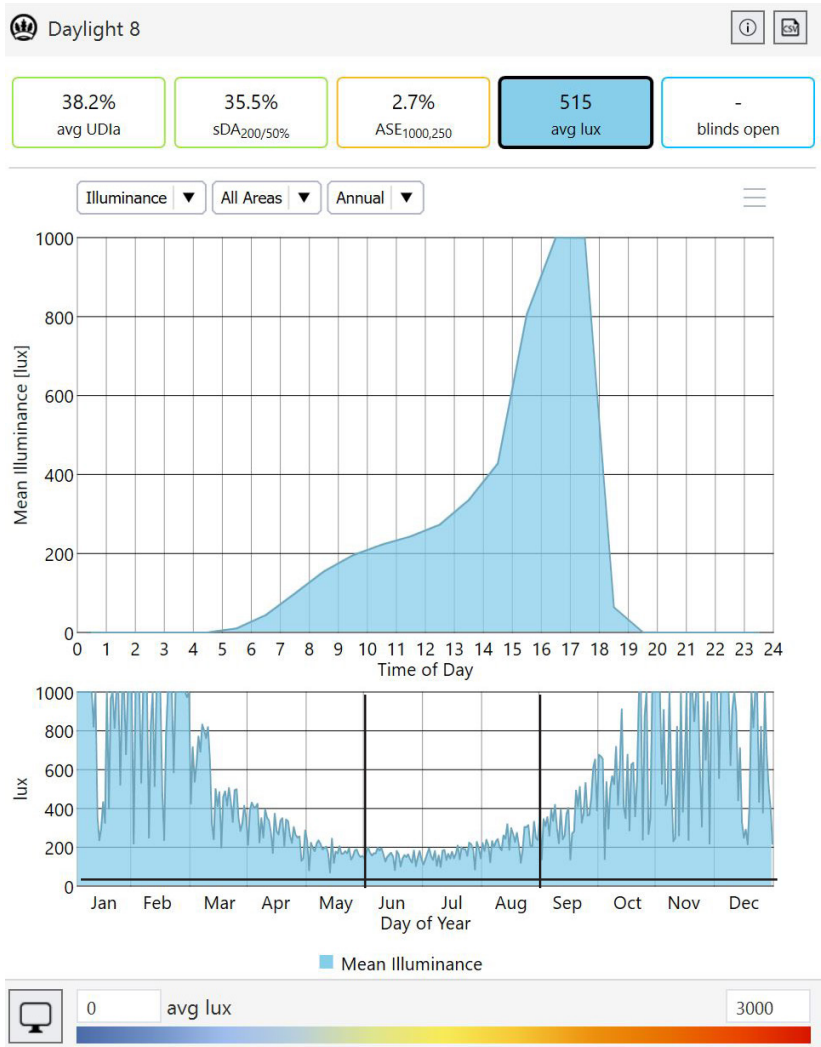 Daylight 8
CSV
38.2%
avg UDIa
35.5%
sDA200/50%
2.7%
ASE1000,250
515
avg lux
-
blinds open
Illuminance ▼ All Areas ▼ Annual ▼
1000
800
600
400
200
0
Mean Illuminance [lux]
0 1 2 3 4 5 6 7 8 9 10 11 12 13 14 15 16 17 18 19 20 21 22 23 24
Time of Day
1000
800
600
400
200
0
lux
Jan Feb Mar Apr May Jun Jul Aug Sep Oct Nov Dec
Day of Year
Mean Illuminance
0 avg lux 3000